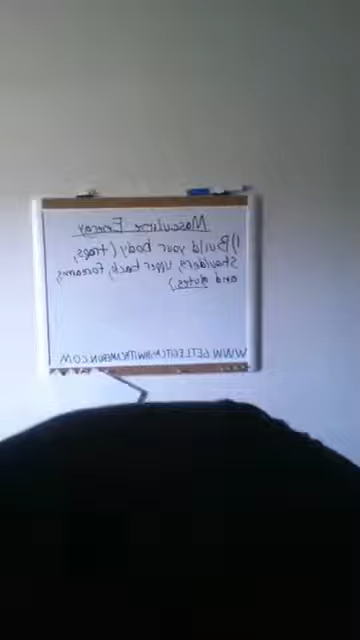 Masculine Energy
1) Build your body (traps,
shoulders, upper back, forearms,
and glutes)